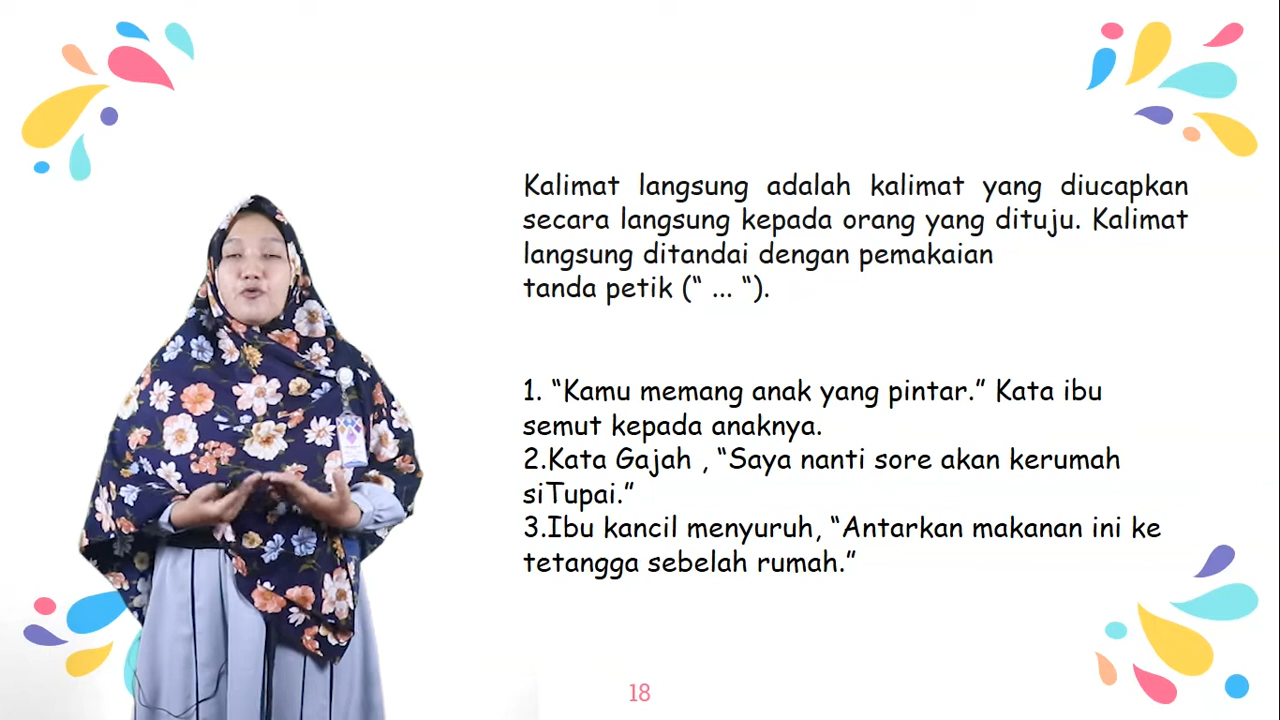 Kalimat langsung adalah kalimat yang diucapkan
secara langsung kepada orang yang dituju. Kalimat
langsung ditandai dengan pemakaian
tanda petik (“ ... “).
1. “Kamu memang anak yang pintar.” Kata ibu
semut kepada anaknya.
2.Kata Gajah , “Saya nanti sore akan kerumah
siTupai.”
3.Ibu kancil menyuruh, “Antarkan makanan ini ke
tetangga sebelah rumah.”
18